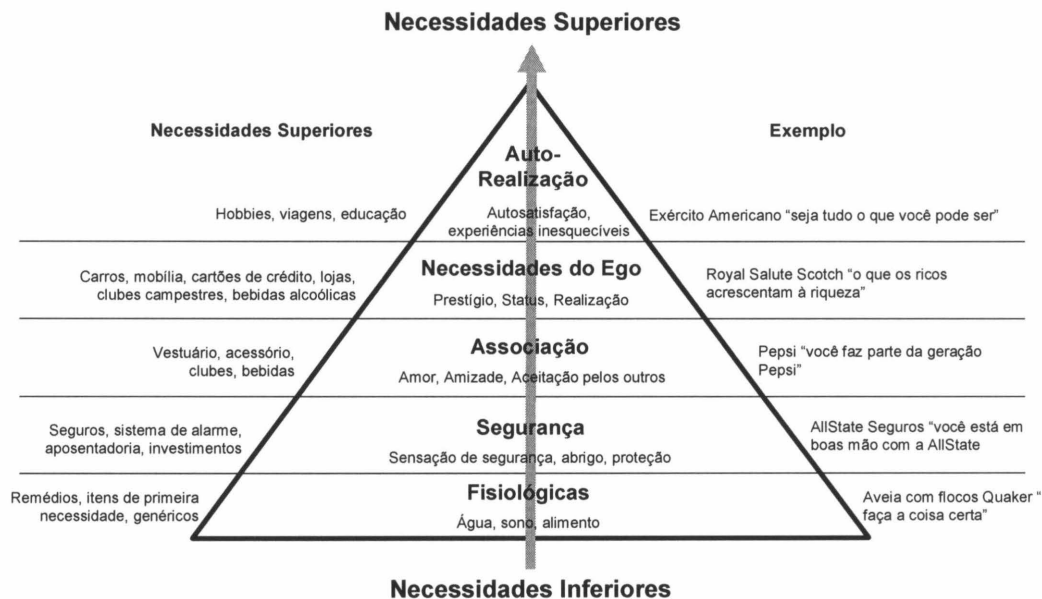 Necessidades Superiores
Necessidades Superiores
Exemplo
Auto-
Realização
Hobbies, viagens, educação
Autosatisfação,
experiências inesquecíveis
Exército Americano “seja tudo o que você pode ser”
Carros, mobília, cartões de crédito, lojas,
clubes campestres, bebidas alcoólicas
Necessidades do Ego
Prestígio, Status, Realização
Royal Salute Scotch “o que os ricos
acrescentam à riqueza”
Vestuário, acessório,
clubes, bebidas
Associação
Amor, Amizade, Aceitação pelos outros
Pepsi “você faz parte da geração
Pepsi”
Seguros, sistema de alarme,
aposentadoria, investimentos
Segurança
Sensação de segurança, abrigo, proteção
AllState Seguros “você está em
boas mão com a AllState
Remédios, itens de primeira
necessidade, genéricos
Fisiológicas
Água, sono, alimento
Aveia com flocos Quaker “
faça a coisa certa”
Necessidades Inferiores